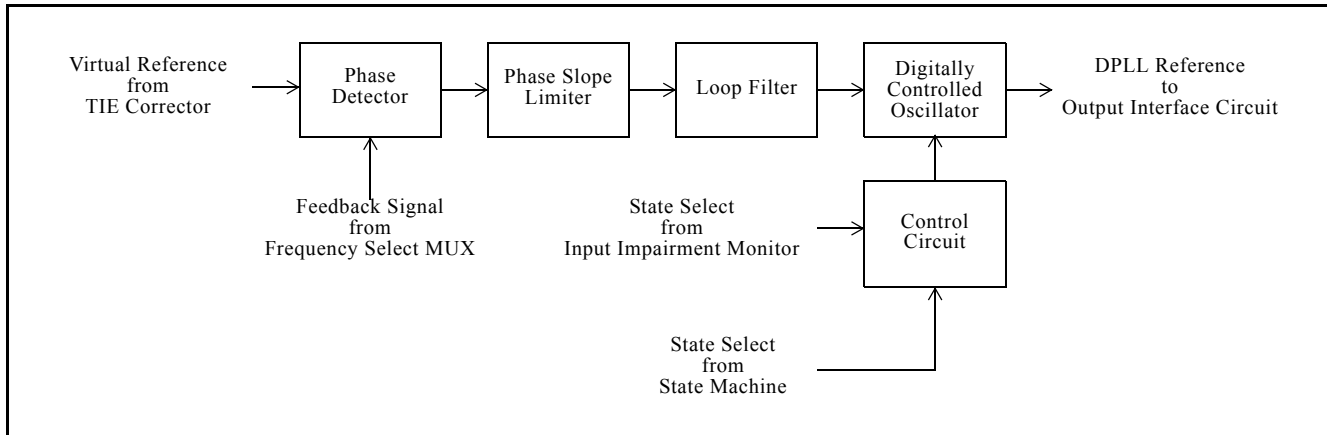 Virtual Reference
from
TIE Corrector
Phase
Detector
Phase Slope
Limiter
Loop Filter
Digitally
Controlled
Oscillator
DPLL Reference
to
Output Interface Circuit
Feedback Signal
from
Frequency Select MUX
State Select
from
Input Impairment Monitor
Control
Circuit
State Select
from
State Machine